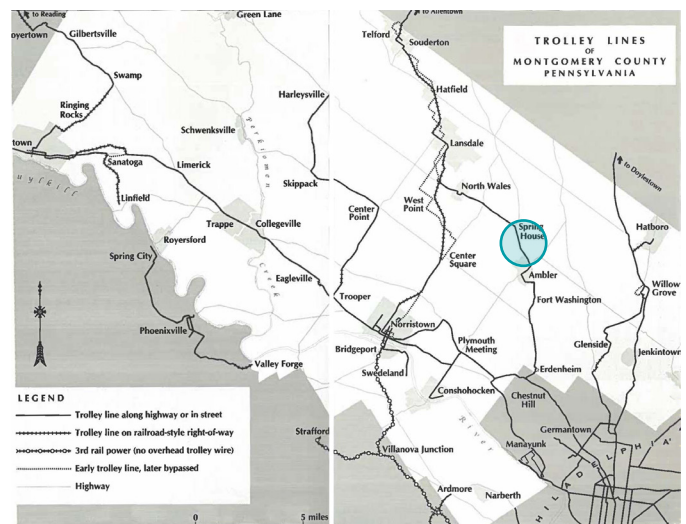 to Reading
oyertown
Gilbertsville
Green Lane
to Allentown
Telford
Souderton
TROLLEY LINES
OF
MONTGOMERY COUNTY
PENNSYLVANIA
Swamp
Harleysville
Hatfield
Ringing
Rocks
Schwenksville
Perkiomen
Creek
Lansdale
town
Sanatoga
Limerick
Skippack
North Wales
to Doylestown
Linfield
West
Point
Center
Point
Spring
House
Hatboro
Trappe
Collegeville
Royersford
Spring City
Center
Square
Eagleville
Ambler
Willow
Grove
Trooper
Fort Washington
Phoenixville
Norristown
Plymouth
Meeting
Glenside
Bridgeport
Jenkintown
Valley Forge
Swedeland
Erdenheim
Conshohocken
Chestnut
Hill
LEGEND
Trolley line along highway or in street
Trolley line on railroad-style right-of-way
3rd rail power (no overhead trolley wire)
Early trolley line, later bypassed
Highway
Strafford
River
Germantown
Manayunk
Villanova Junction
PHILADELPHIA
Ardmore
Narberth
0 5 miles